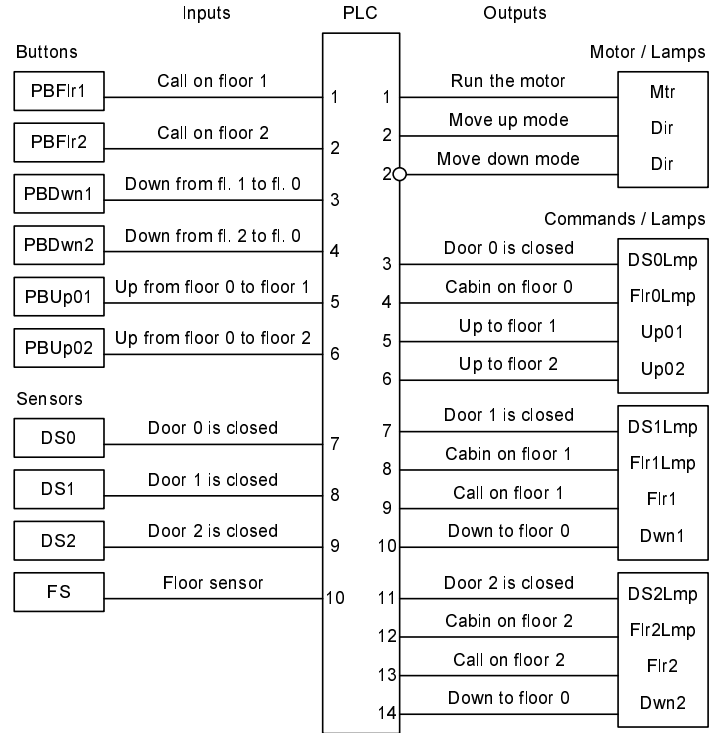 Inputs PLC Outputs
Buttons Motor / Lamps
PBFlr1 Call on floor 1 1 1 Run the motor Mtr
PBFlr2 Call on floor 2 2 2 Move up mode Dir
2 Move down mode Dir
PBDwn1 Down from fl. 1 to fl. 0 3
Commands / Lamps
PBDwn2 Down from fl. 2 to fl. 0 4 3 Door 0 is closed DS0Lmp
PBUp01 Up from floor 0 to floor 1 5 4 Cabin on floor 0 Flr0Lmp
5 Up to floor 1 Up01
PBUp02 Up from floor 0 to floor 2 6 6 Up to floor 2 Up02
Sensors
DS0 Door 0 is closed 7 7 Door 1 is closed DS1Lmp
DS1 Door 1 is closed 8 8 Cabin on floor 1 Flr1Lmp
9 Call on floor 1 Flr1
DS2 Door 2 is closed 9 10 Down to floor 0 Dwn1
FS Floor sensor 10 11 Door 2 is closed DS2Lmp
12 Cabin on floor 2 Flr2Lmp
13 Call on floor 2 Flr2
14 Down to floor 0 Dwn2